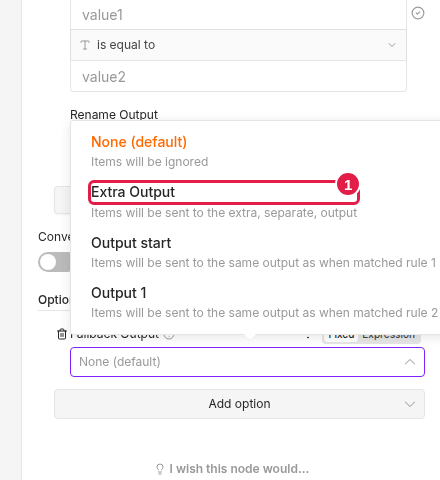 value1
is equal to
value2
Rename Output
None (default)
Items will be ignored
Extra Output
1
Items will be sent to the extra, separate, output
Output start
Items will be sent to the same output as when matched rule 1
Output 1
Items will be sent to the same output as when matched rule 2
Conve
Optio
Fallback Output
Fixed Expression
None (default)
Add option
I wish this node would...